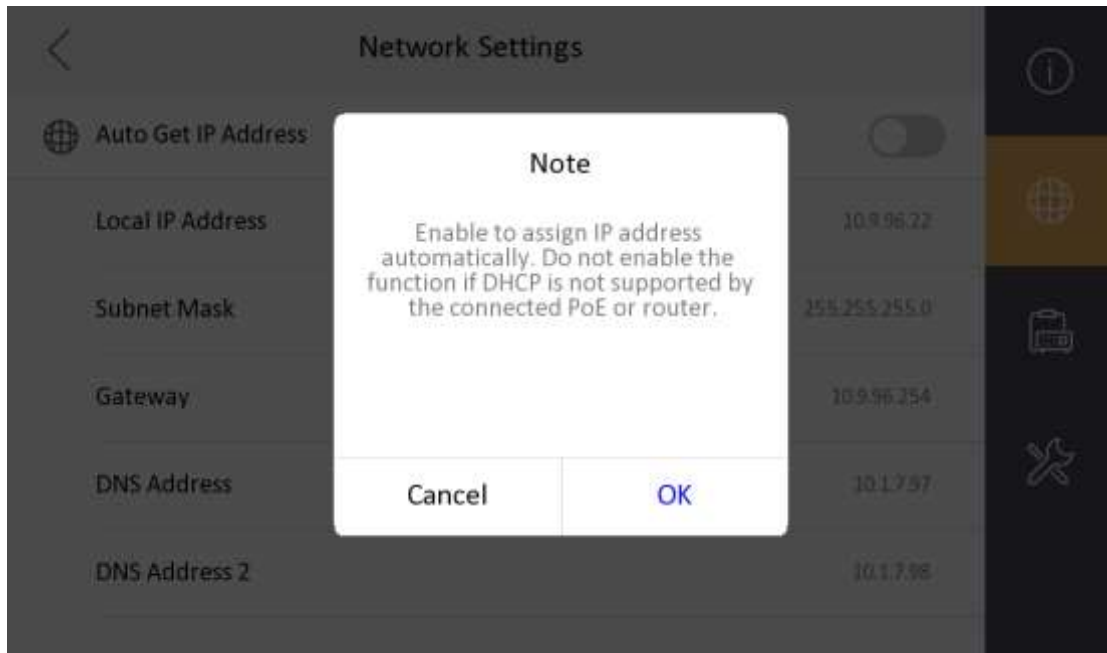 Network Settings
Auto Get IP Address
Note
Enable to assign IP address
automatically. Do not enable the
function if DHCP is not supported by
the connected PoE or router.
Local IP Address 10.9.96.22
Subnet Mask 255.255.255.0
Gateway 10.9.96.254
DNS Address 10.1.7.97
Cancel OK
DNS Address 2 10.1.7.98